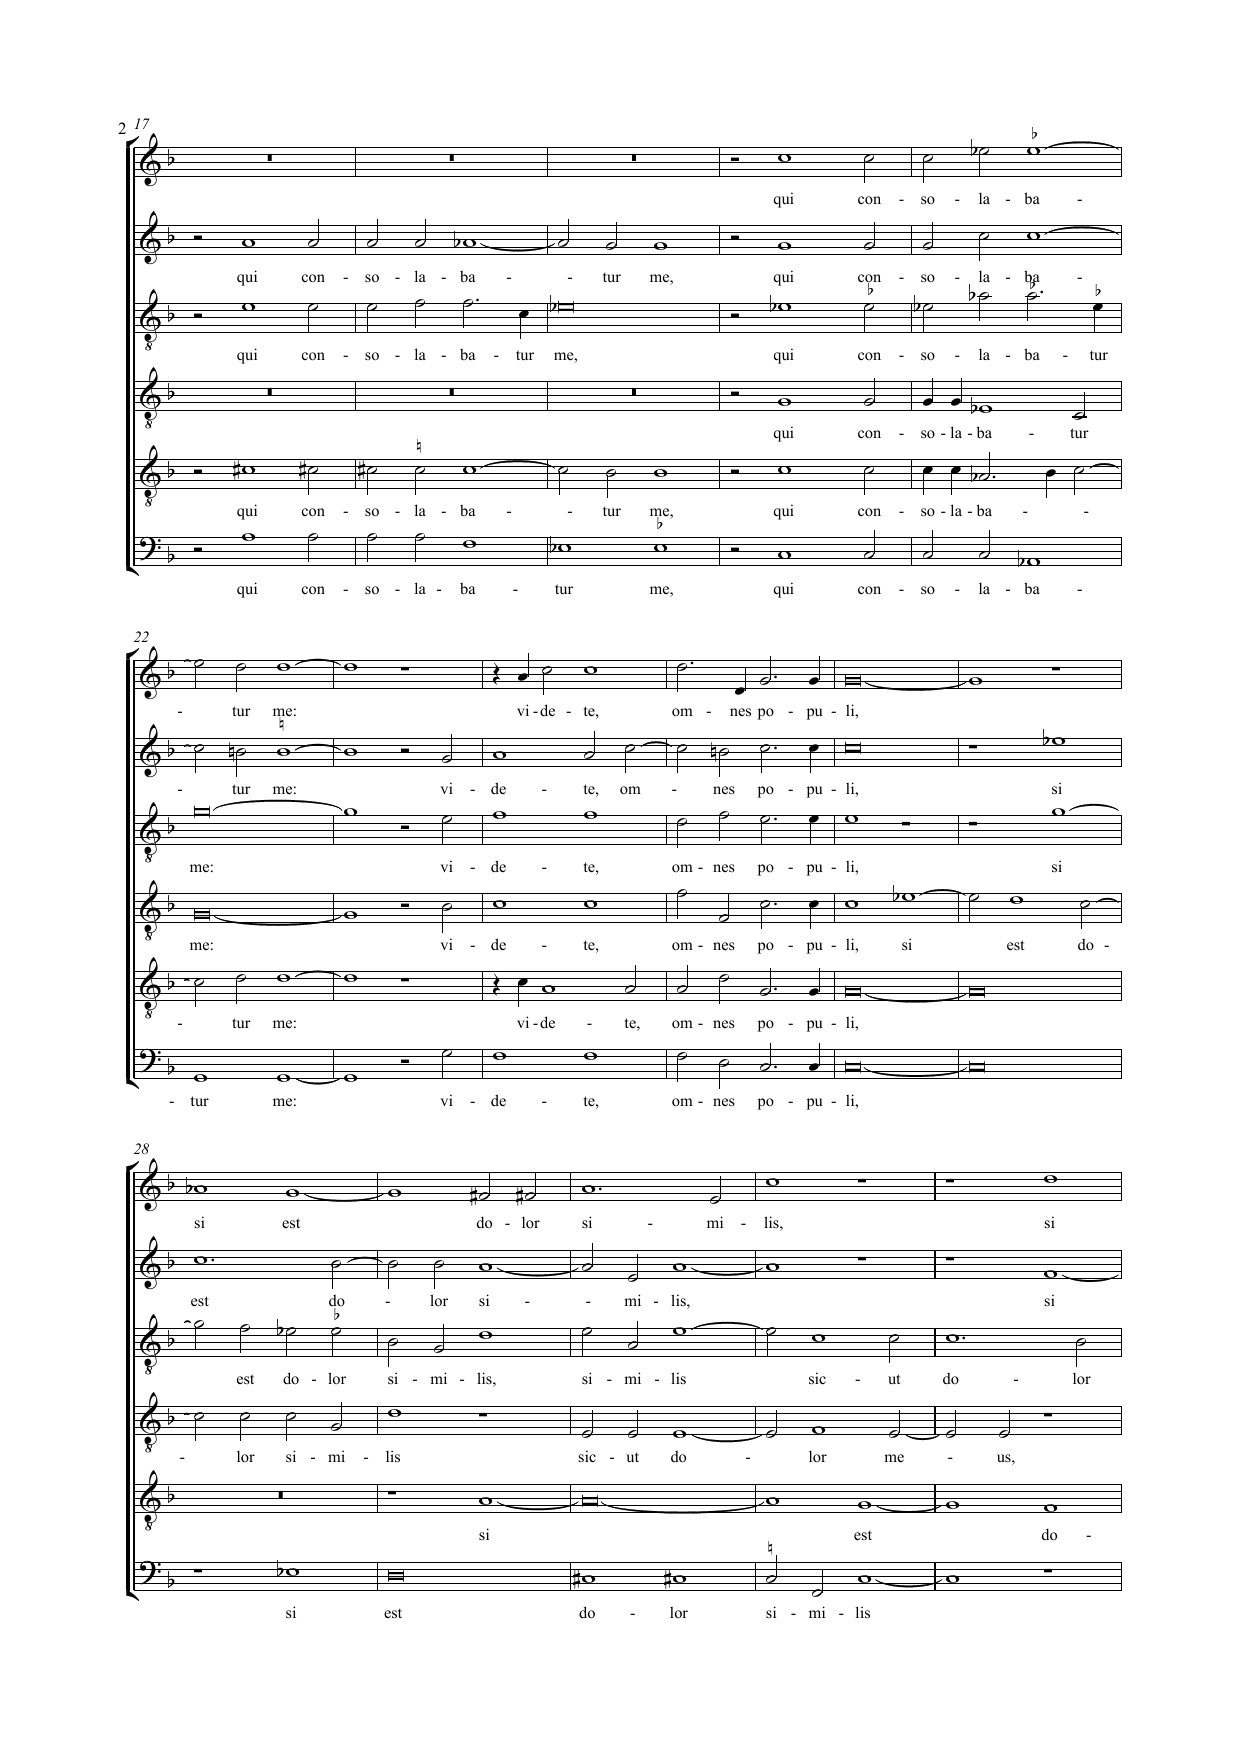 2 17
qui con - so - la - ba -
qui con - so - la - ba - - tur me, qui con - so - la - ba -
qui con - so - la - ba - tur me, qui con - so - la - ba - tur
qui con - so - la - ba - tur
qui con - so - la - ba - - tur me, qui con - so - la - ba - -
qui con - so - la - ba - tur me, qui con - so - la - ba -
22
- tur me: vi - de - te, om - nes po - pu - li,
- tur me: vi - de - te, om - nes po - pu - li, si
me: vi - de - te, om - nes po - pu - li, si
me: vi - de - te, om - nes po - pu - li, si est do -
- tur me: vi - de - te, om - nes po - pu - li,
- tur me: vi - de - te, om - nes po - pu - li,
28
si est do - lor si - mi - lis, si
est do - lor si - - mi - lis, si
est do - lor si - mi - lis, si - mi - lis sic - ut do - lor
- lor si - mi - lis sic - ut do - lor me - us,
si est do -
si est do - lor si - mi - lis